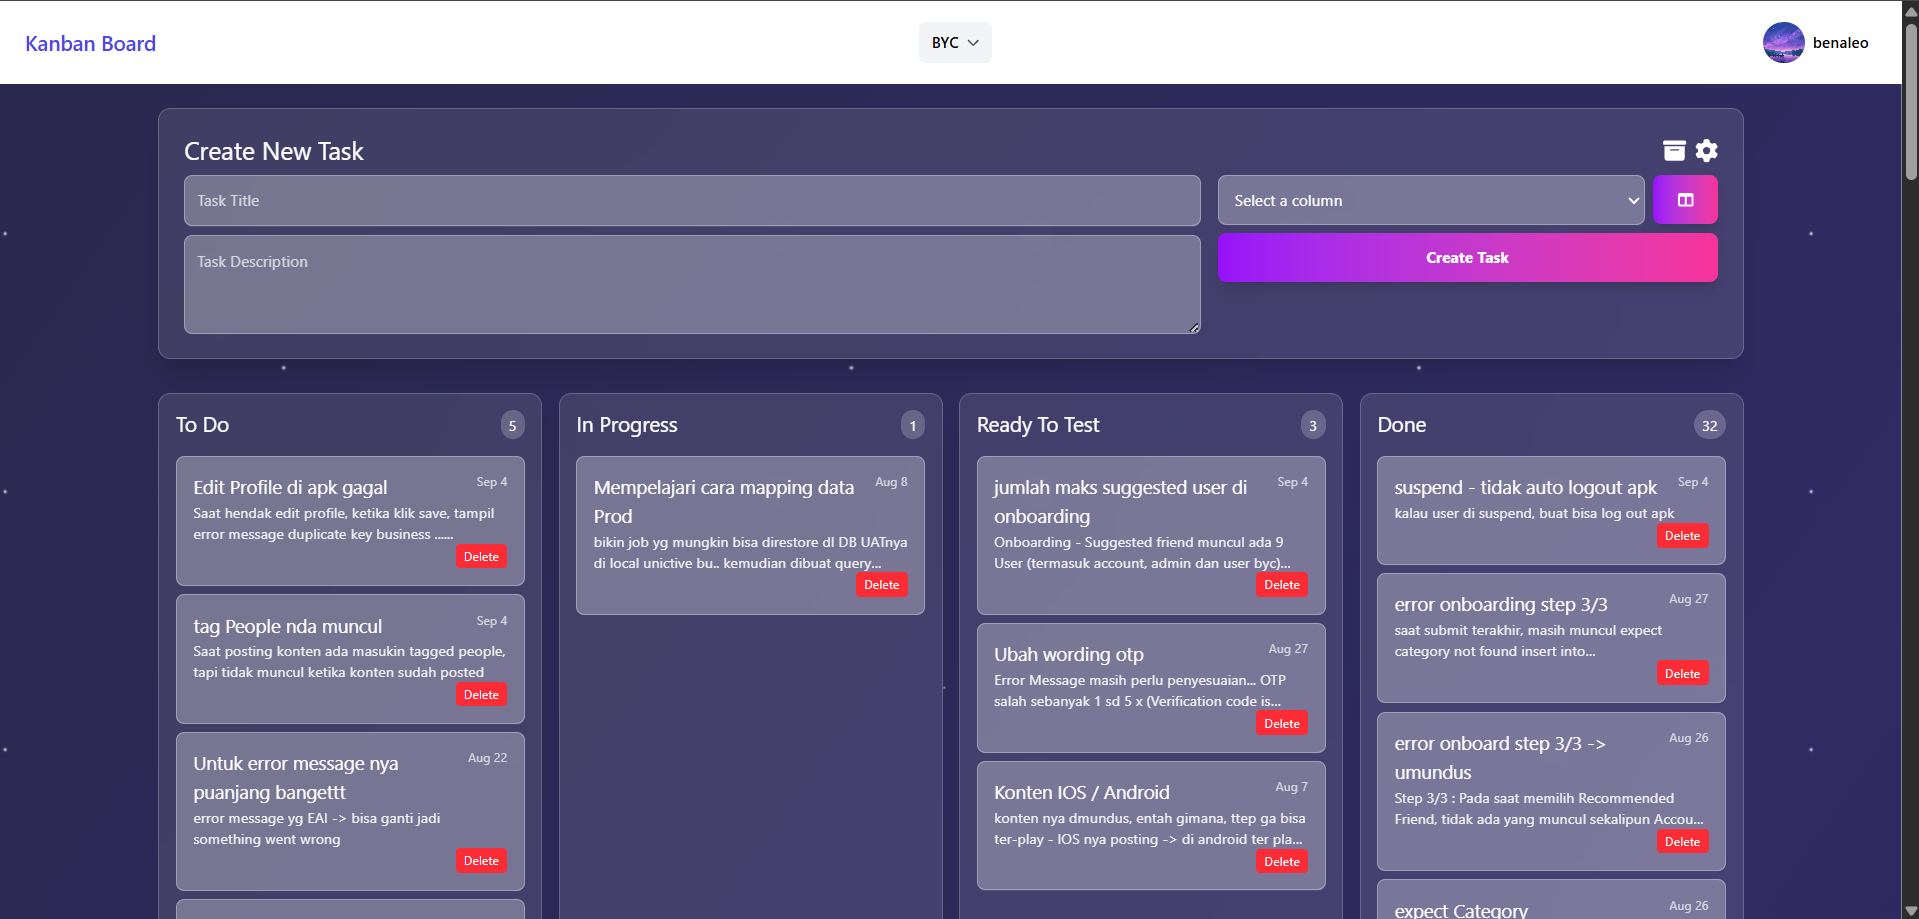 Kanban Board
BYC
benaleo
Create New Task
Task Title
Select a column
Task Description
Create Task
To Do
5
Edit Profile di apk gagal
Sep 4
Saat hendak edit profile, ketika klik save, tampil
error message duplicate key business ......
Delete
tag People nda muncul
Sep 4
Saat posting konten ada masukin tagged people,
tapi tidak muncul ketika konten sudah posted
Delete
Untuk error message nya
puanjang bangettt
Aug 22
error message yg EAI -> bisa ganti jadi
something went wrong
Delete
In Progress
1
Mempelajari cara mapping data
Prod
Aug 8
bikin job yg mungkin bisa direstore dI DB UATnya
di local unictive bu.. kemudian dibuat query...
Delete
Ready To Test
3
jumlah maks suggested user di
onboarding
Sep 4
Onboarding - Suggested friend muncul ada 9
User (termasuk account, admin dan user byc)...
Delete
Ubah wording otp
Aug 27
Error Message masih perlu penyesuaian... OTP
salah sebanyak 1 sd 5 x (Verification code is...
Delete
Konten IOS / Android
Aug 7
konten nya dmundus, entah gimana, ttep ga bisa
ter-play - IOS nya posting -> di android ter pla...
Delete
Done
32
suspend - tidak auto logout apk
Sep 4
kalau user di suspend, buat bisa log out apk
Delete
error onboarding step 3/3
Aug 27
saat submit terakhir, masih muncul expect
category not found insert into...
Delete
error onboard step 3/3 ->
umundus
Aug 26
Step 3/3 : Pada saat memilih Recommended
Friend, tidak ada yang muncul sekalipun Accou...
Delete
expect Category
Aug 26